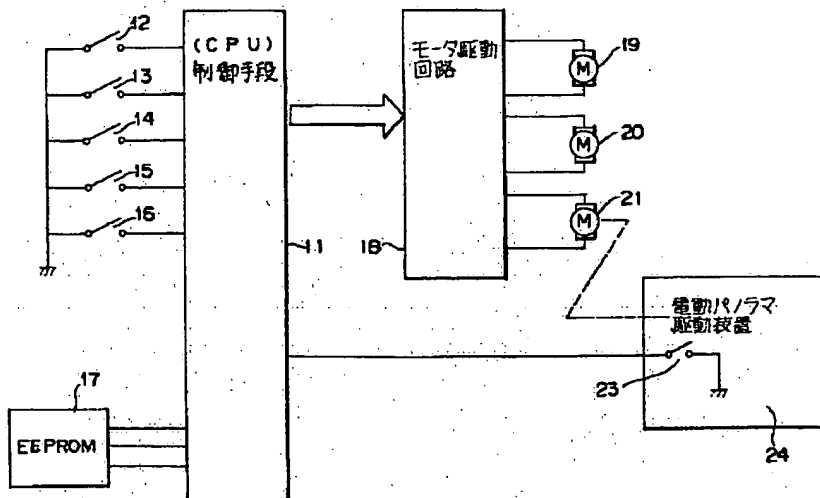 12
13
14
15
16
(CPU)
制御手段
11
モータ駆動
回路
18
M
19
M
20
M
21
電動パノラマ
駆動装置
23
24
17
EEPROM